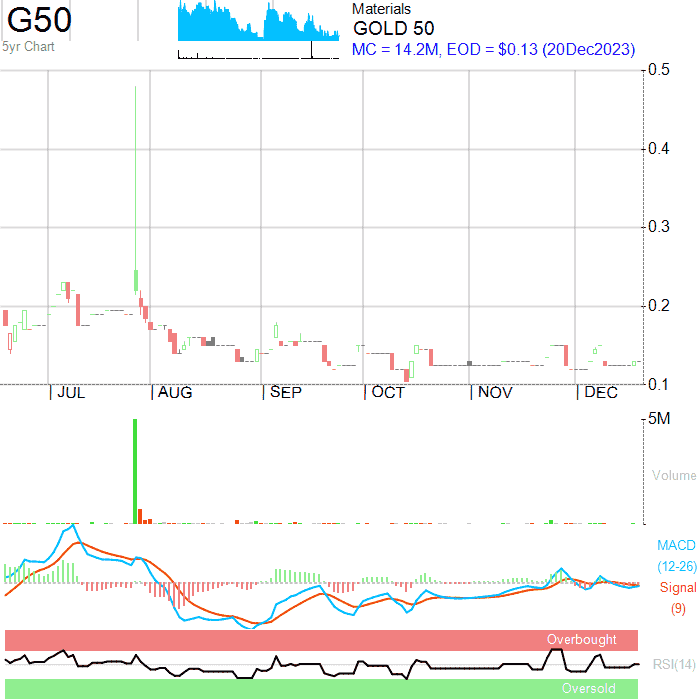 G50
5yr Chart
Materials
GOLD 50
MC = 14.2M, EOD = $0.13 (20Dec2023)
0.5
0.4
0.3
0.2
0.1
JUL AUG SEP OCT NOV DEC
5M
Volume
MACD
(12-26)
Signal
(9)
Overbought
RSI(14)
Oversold